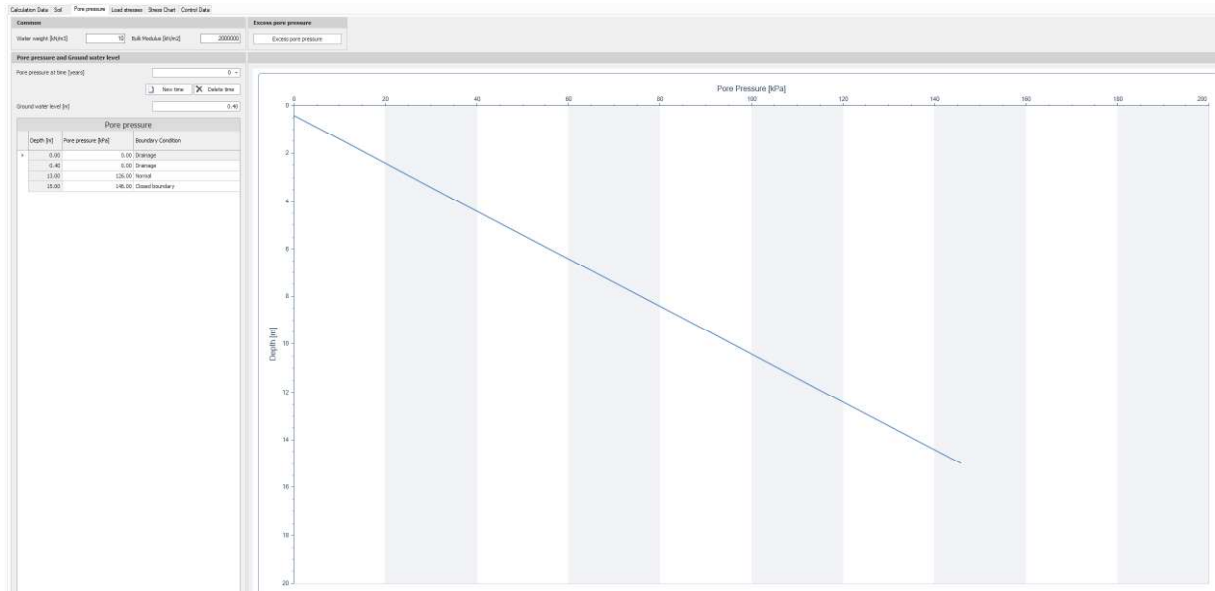 Calculation Data Soil Pore pressure Load stresses Stress Chart Control Data
Common
Water weight [kN/m3] 10 Bulk Modulus [kN/m2] 2000000
Excess pore pressure
Excess pore pressure
Pore pressure and Ground water level
Pore pressure at time [years] 0
New time Delete time
Ground water level [m] 0.40
Pore pressure
Depth [m] Pore pressure [kPa] Boundary Condition
0.00 0.00 Drainage
0.40 0.00 Drainage
13.00 126.00 Normal
15.00 146.00 Closed boundary
Pore Pressure [kPa]
0 20 40 60 80 100 120 140 160 180 200
Depth [m]
0
2
4
6
8
10
12
14
16
18
20